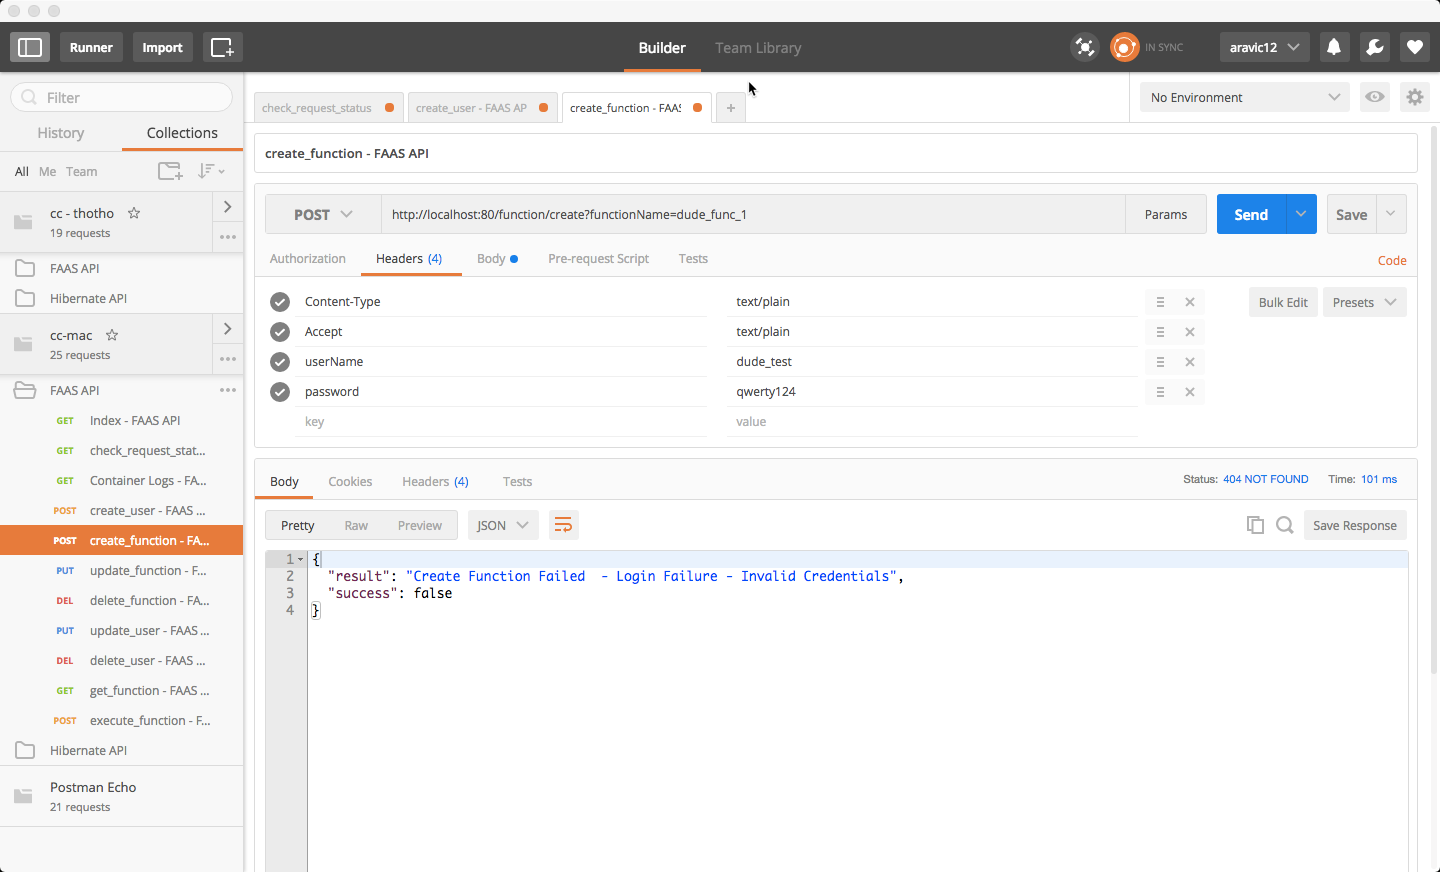 Runner
Import
Builder
Team Library
IN SYNC
aravic12
Filter
History
Collections
All Me Team
cc - thotho
19 requests
FAAS API
Hibernate API
cc-mac
25 requests
FAAS API
GET Index - FAAS API
GET check_request_stat...
GET Container Logs - FA...
POST create_user - FAAS ...
POST create_function - FA...
PUT update_function - F...
DEL delete_function - FA...
PUT update_user - FAAS ...
DEL delete_user - FAAS ...
GET get_function - FAAS ...
POST execute_function - F...
Hibernate API
Postman Echo
21 requests
check_request_status
create_user - FAAS AP
create_function - FAAS
+
No Environment
create_function - FAAS API
POST
http://localhost:80/function/create?functionName=dude_func_1
Params
Send
Save
Authorization
Headers (4)
Body
Pre-request Script
Tests
Code
Content-Type text/plain
Accept text/plain
userName dude_test
password qwerty124
key value
Bulk Edit
Presets
Body
Cookies
Headers (4)
Tests
Status: 404 NOT FOUND
Time: 101 ms
Pretty
Raw
Preview
JSON
Save Response
1 {
2 "result": "Create Function Failed  - Login Failure - Invalid Credentials",
3 "success": false
4 }